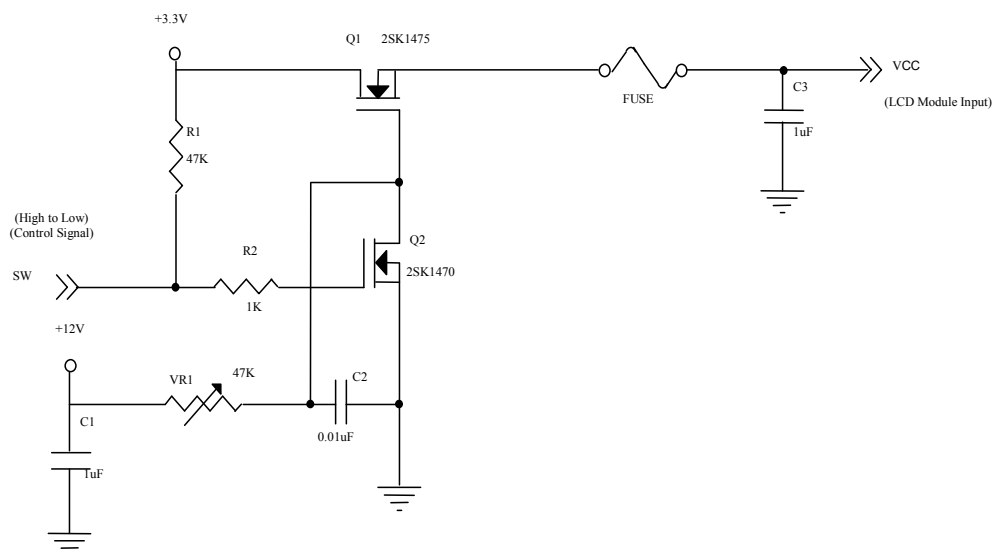 +3.3V
Q1 2SK1475
FUSE
VCC
(LCD Module Input)
C3
1uF
R1
47K
(High to Low)
(Control Signal)
SW
R2
1K
Q2
2SK1470
+12V
VR1
47K
C2
0.01uF
C1
1uF